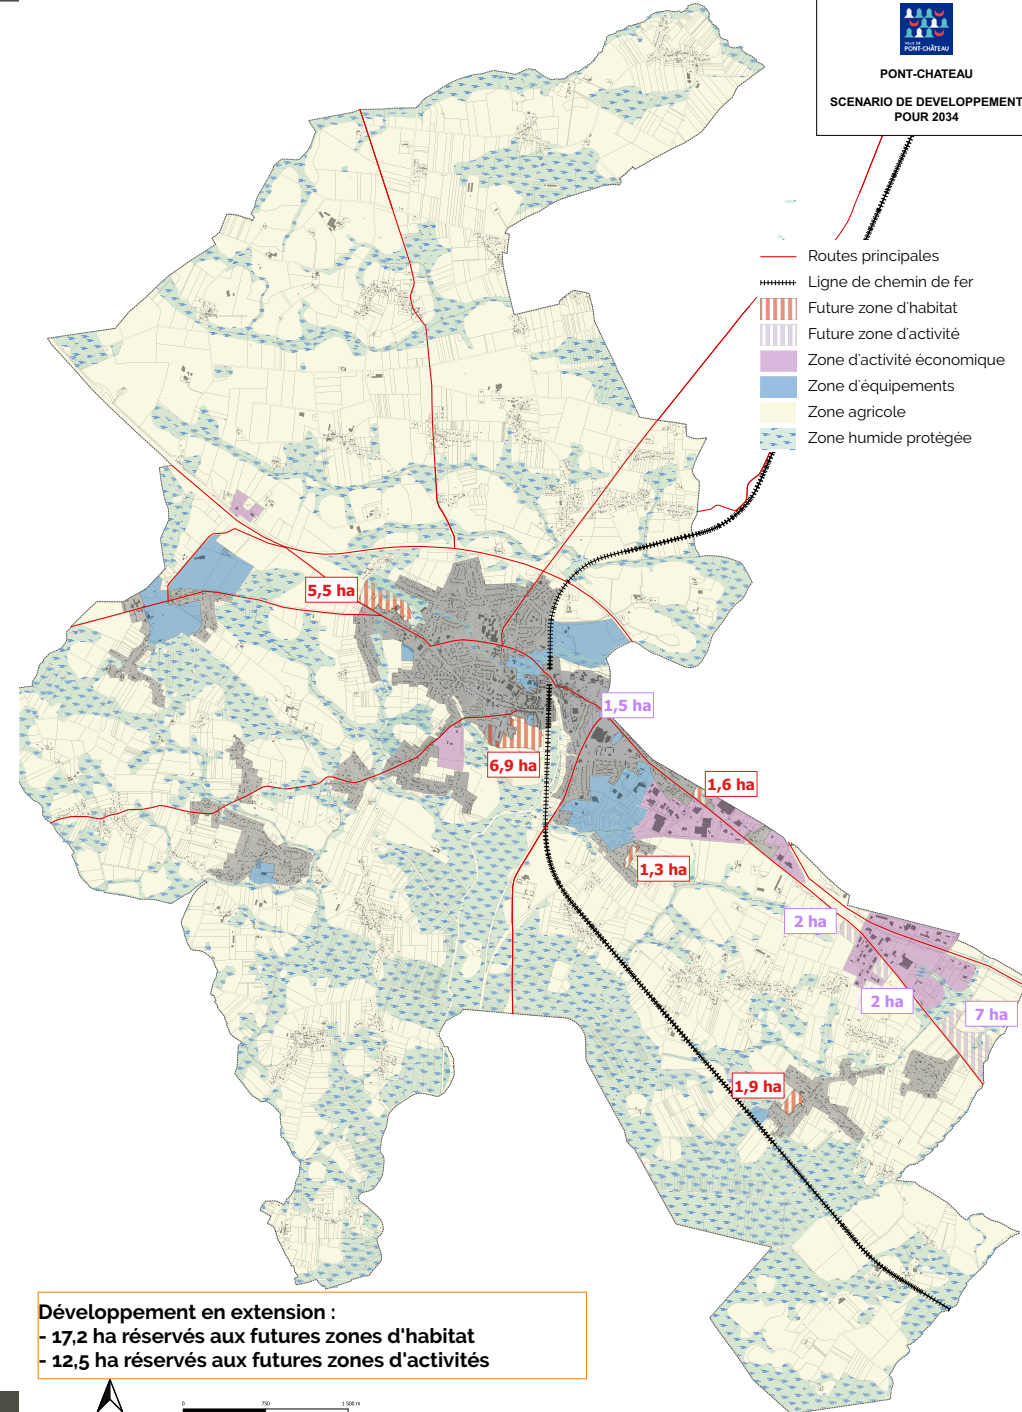 VILLE DE
PONT-CHÂTEAU
PONT-CHATEAU
SCENARIO DE DEVELOPPEMENT
POUR 2034
Routes principales
Ligne de chemin de fer
Future zone d'habitat
Future zone d'activité
Zone d'activité économique
Zone d'équipements
Zone agricole
Zone humide protégée
5,5 ha
1,5 ha
6,9 ha
1,6 ha
1,3 ha
2 ha
2 ha
7 ha
1,9 ha
Développement en extension :
- 17,2 ha réservés aux futures zones d'habitat
- 12,5 ha réservés aux futures zones d'activités
0 750 1 500 m